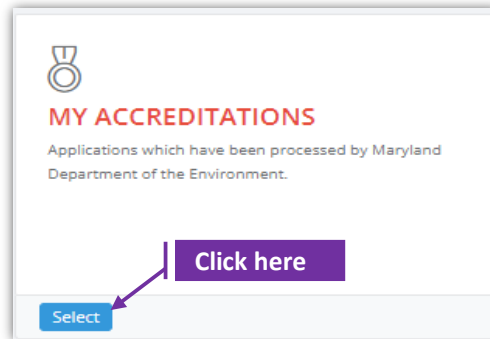 MY ACCREDITATIONS
Applications which have been processed by Maryland
Department of the Environment.
Click here
Select